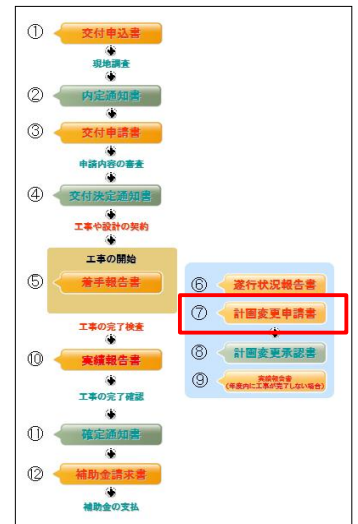 ① 交付申込書
現地調査
② 内定通知書
③ 交付申請書
申請内容の審査
④ 交付決定通知書
工事や設計の契約
工事の開始
⑤ 着手報告書
⑥ 遂行状況報告書
⑦ 計画変更申請書
⑧ 計画変更承認書
⑨ 実績報告書
(年度内に工事が完了しない場合)
工事の完了検査
⑩ 実績報告書
工事の完了確認
⑪ 確定通知書
⑫ 補助金請求書
補助金の支払